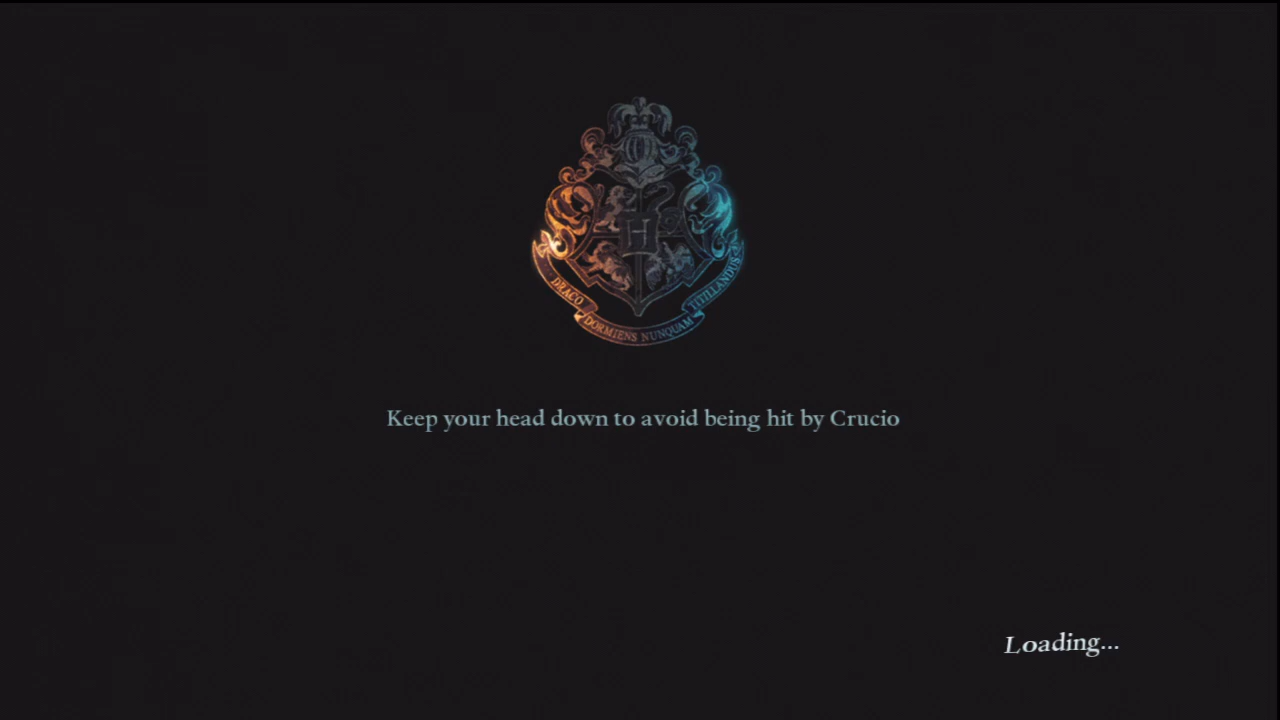 H
DRACO
DORMIENS NUNQUAM
TITILLANDUS
Keep your head down to avoid being hit by Crucio
Loading...